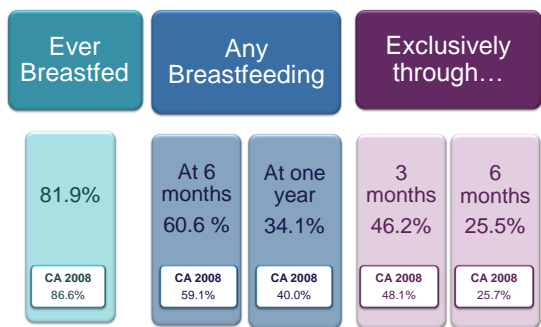 Ever
Breastfed
Any
Breastfeeding
Exclusively
through…
81.9%
CA 2008
86.6%
At 6
months
60.6 %
CA 2008
59.1%
At one
year
34.1%
CA 2008
40.0%
3
months
46.2%
CA 2008
48.1%
6
months
25.5%
CA 2008
25.7%